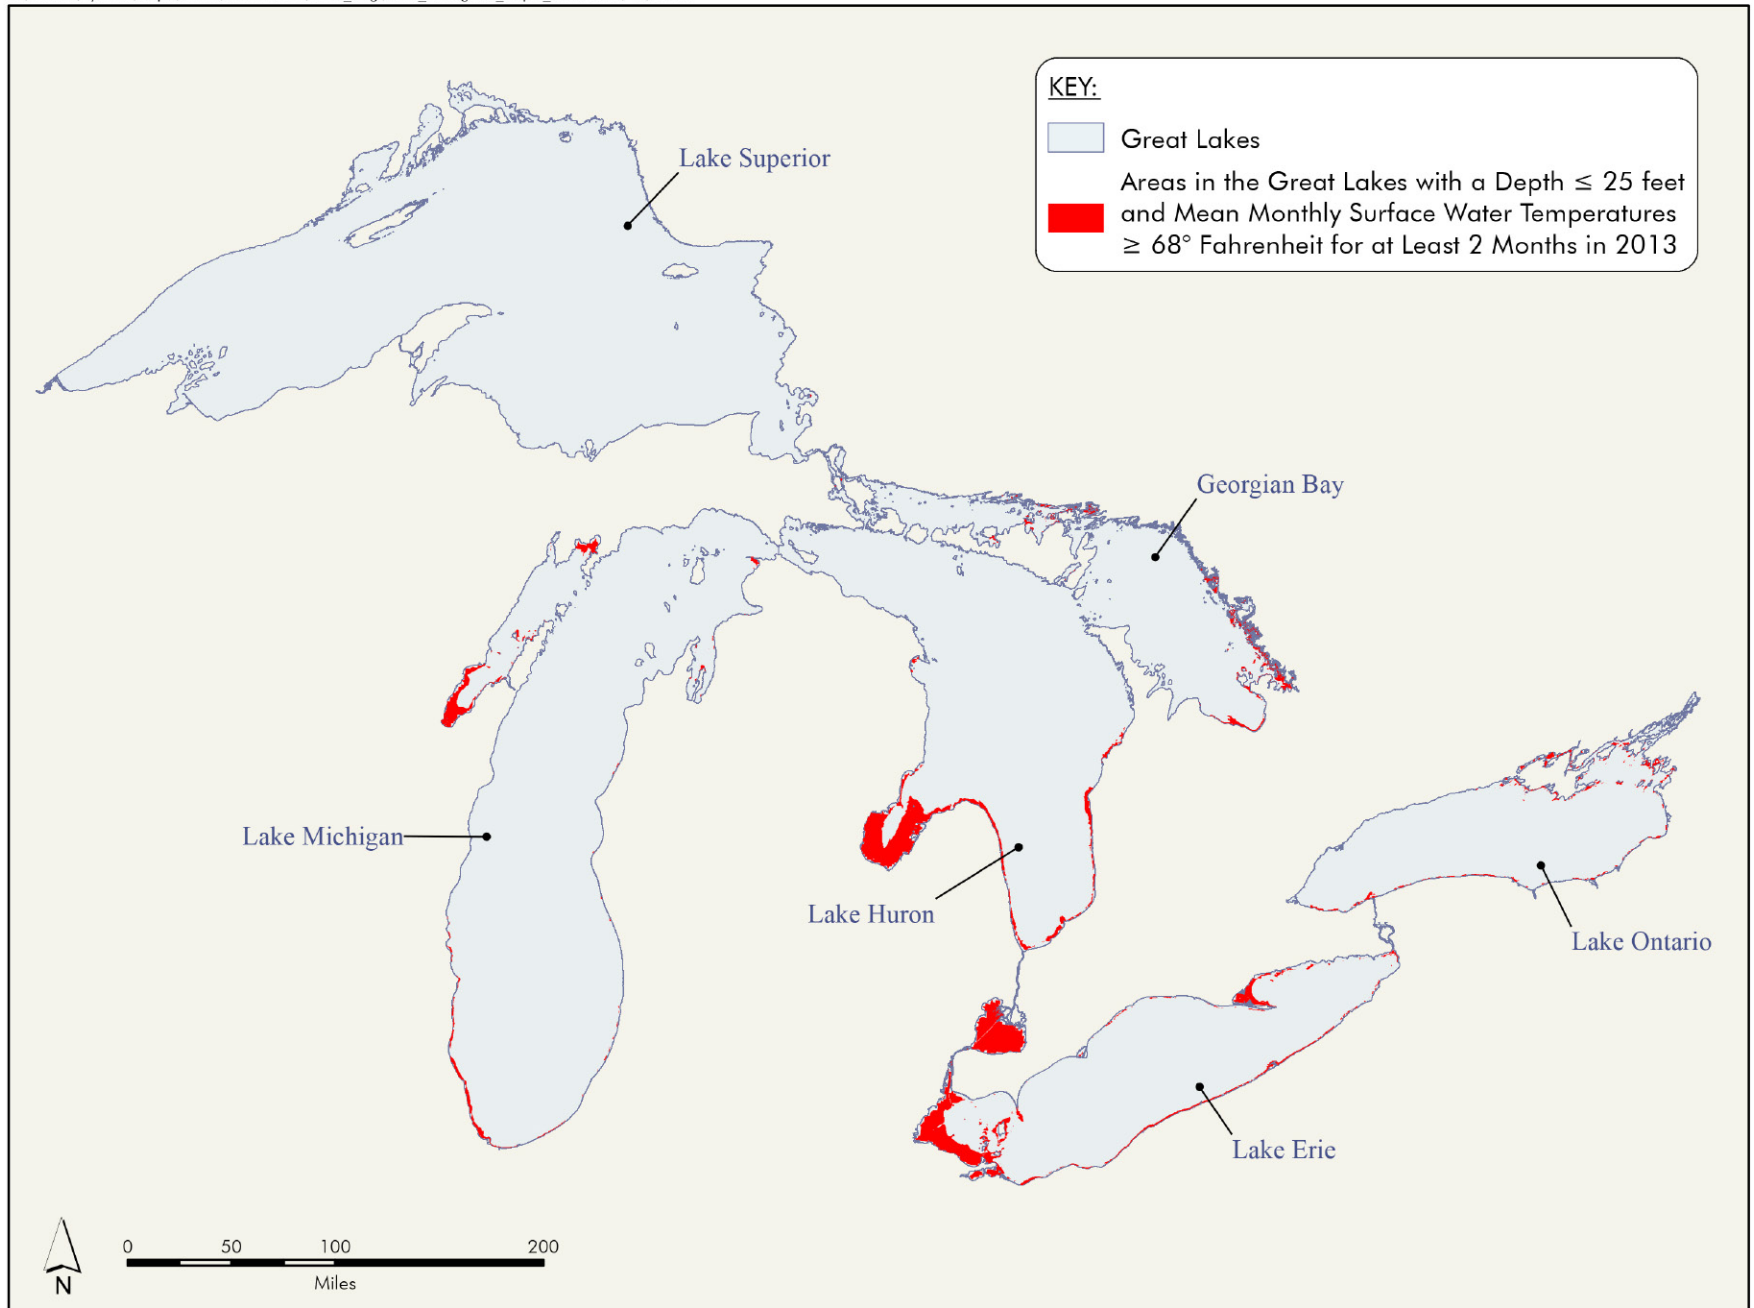 KEY:
Great Lakes
Areas in the Great Lakes with a Depth ≤ 25 feet
and Mean Monthly Surface Water Temperatures
≥ 68° Fahrenheit for at Least 2 Months in 2013
Lake Superior
Georgian Bay
Lake Michigan
Lake Huron
Lake Ontario
Lake Erie
N
0 50 100 200
Miles